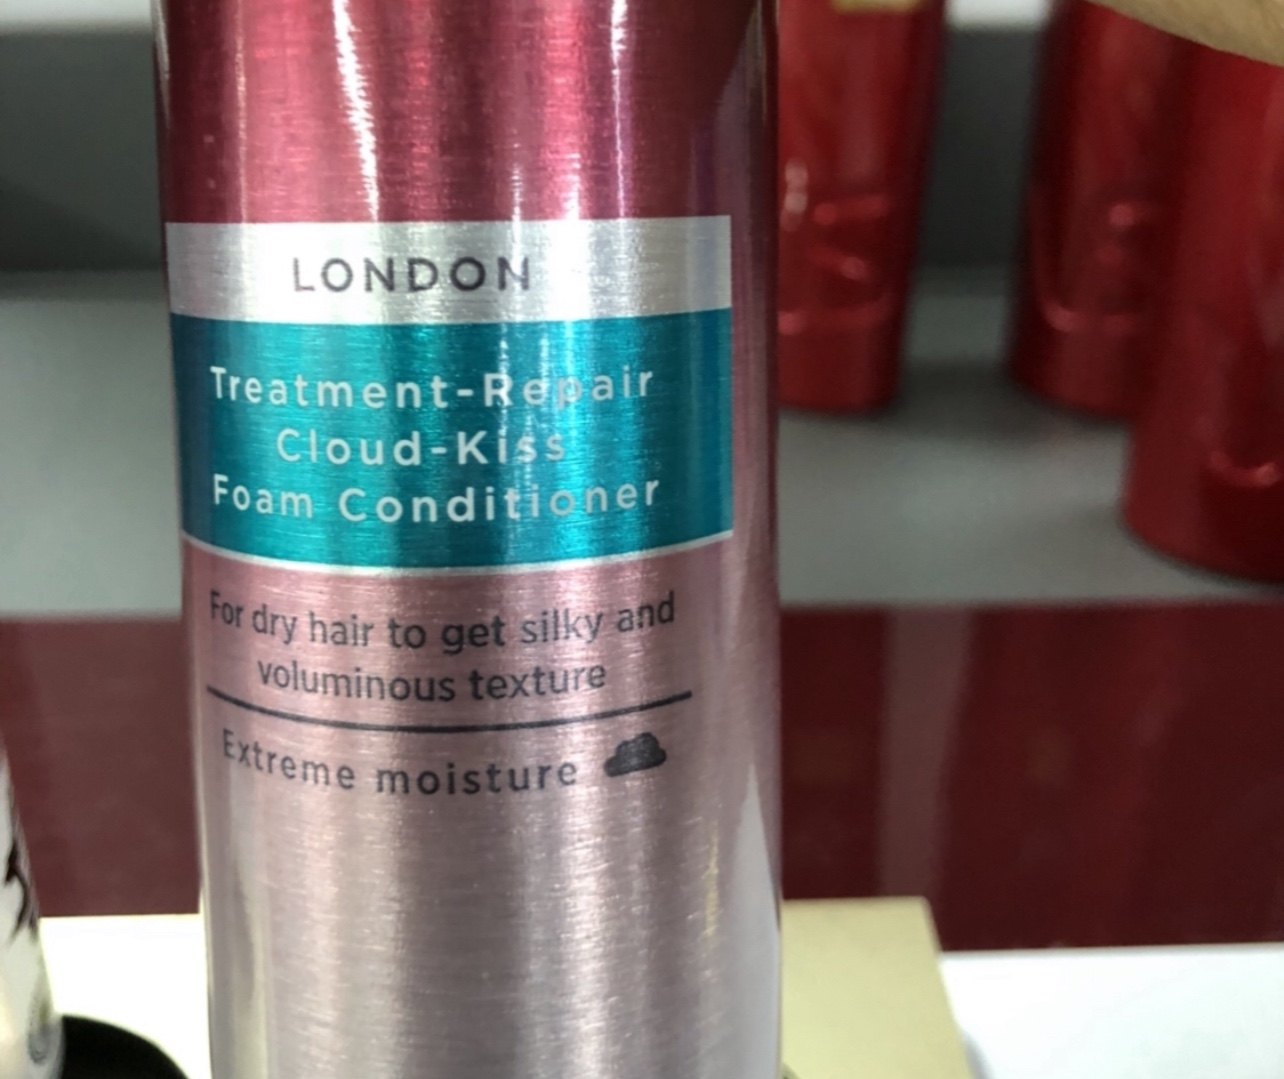 LONDON
Treatment-Repair
Cloud-Kiss
Foam Conditioner
For dry hair to get silky and
voluminous texture
Extreme moisture